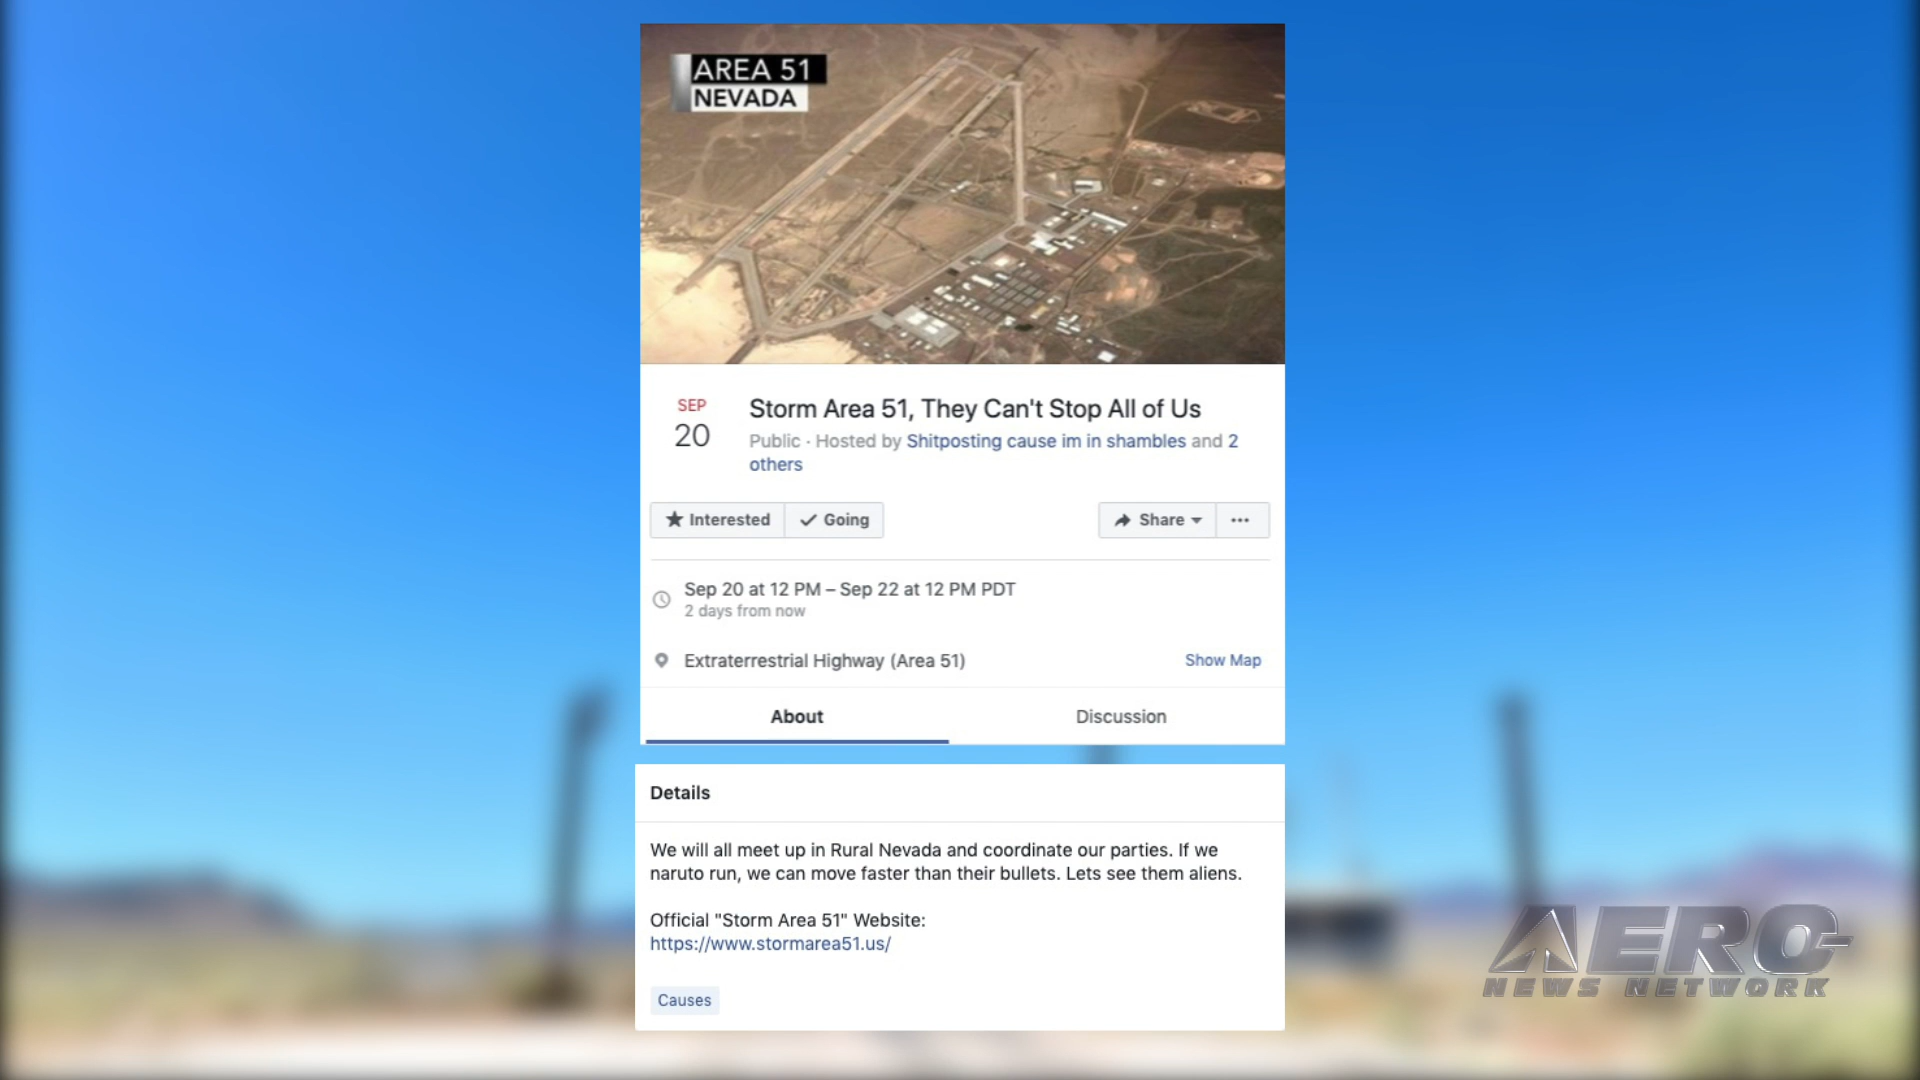 AREA 51
NEVADA
SEP
20
Storm Area 51, They Can't Stop All of Us
Public · Hosted by Shitposting cause im in shambles and 2
others
Interested
Going
Share
Sep 20 at 12 PM – Sep 22 at 12 PM PDT
2 days from now
Extraterrestrial Highway (Area 51)
Show Map
About
Discussion
Details
We will all meet up in Rural Nevada and coordinate our parties. If we
naruto run, we can move faster than their bullets. Lets see them aliens.
Official "Storm Area 51" Website:
https://www.stormarea51.us/
Causes
AERO-
NEWS NETWORK